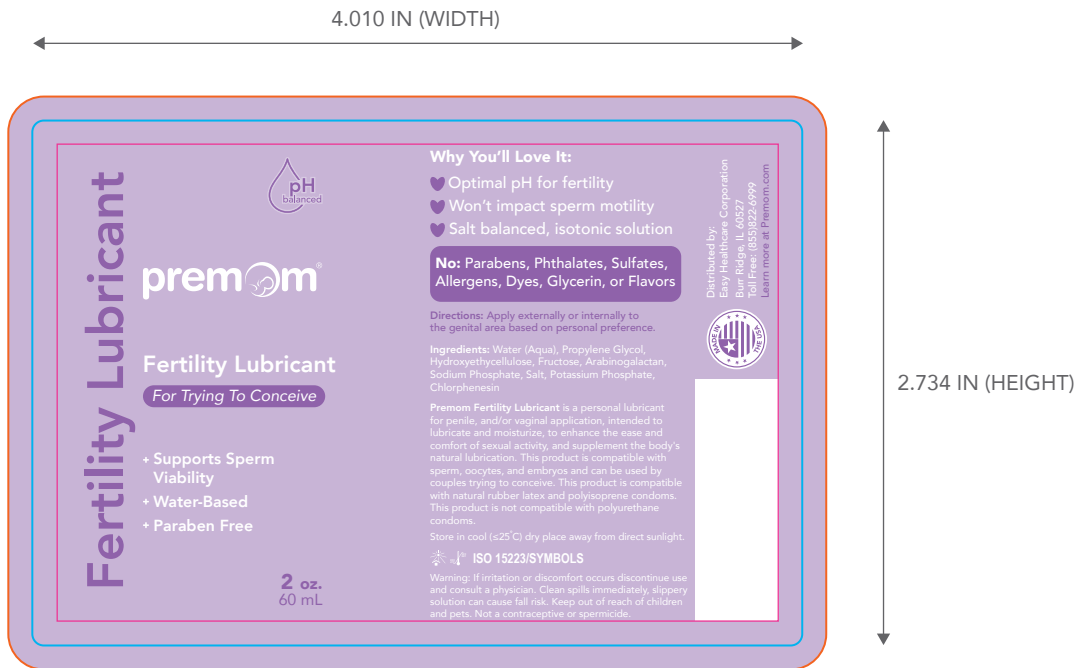 4.010 IN (WIDTH)
Fertility Lubricant
pH
balanced
premom®
Fertility Lubricant
For Trying To Conceive
+ Supports Sperm
Viability
+ Water-Based
+ Paraben Free
2 oz.
60 mL
Why You'll Love It:
Optimal pH for fertility
Won't impact sperm motility
Salt balanced, isotonic solution
No: Parabens, Phthalates, Sulfates,
Allergens, Dyes, Glycerin, or Flavors
Directions: Apply externally or internally to
the genital area based on personal preference.
Ingredients: Water (Aqua), Propylene Glycol,
Hydroxyethycellulose, Fructose, Arabinogalactan,
Sodium Phosphate, Salt, Potassium Phosphate,
Chlorphenesin
Premom Fertility Lubricant is a personal lubricant
for penile, and/or vaginal application, intended to
lubricate and moisturize, to enhance the ease and
comfort of sexual activity, and supplement the body's
natural lubrication. This product is compatible with
sperm, oocytes, and embryos and can be used by
couples trying to conceive. This product is compatible
with natural rubber latex and polyisoprene condoms.
This product is not compatible with polyurethane
condoms.
Store in cool (≤25°C) dry place away from direct sunlight.
ISO 15223/SYMBOLS
Warning: If irritation or discomfort occurs discontinue use
and consult a physician. Clean spills immediately, slippery
solution can cause fall risk. Keep out of reach of children
and pets. Not a contraceptive or spermicide.
Distributed by:
Easy Healthcare Corporation
Burr Ridge, IL 60527
Toll Free: (855)822-6999
Learn more at Premom.com
MADE IN
THE USA
2.734 IN (HEIGHT)